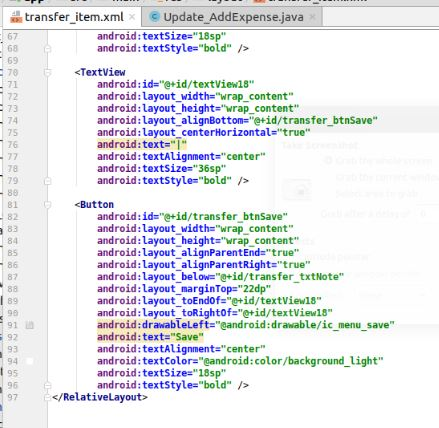 transfer_item.xml × Update_AddExpense.java ×
67 android:textSize="18sp"
68 android:textStyle="bold" />
69
70 <TextView
71 android:id="@+id/textView18"
72 android:layout_width="wrap_content"
73 android:layout_height="wrap_content"
74 android:layout_alignBottom="@+id/transfer_btnSave"
75 android:layout_centerHorizontal="true"
76 android:text="|"
77 android:textAlignment="center"
78 android:textSize="36sp"
79 android:textStyle="bold" />
80
81 <Button
82 android:id="@+id/transfer_btnSave"
83 android:layout_width="wrap_content"
84 android:layout_height="wrap_content"
85 android:layout_alignParentEnd="true"
86 android:layout_alignParentRight="true"
87 android:layout_below="@+id/transfer_txtNote"
88 android:layout_marginTop="22dp"
89 android:layout_toEndOf="@+id/textView18"
90 android:layout_toRightOf="@+id/textView18"
91 android:drawableLeft="@android:drawable/ic_menu_save"
92 android:text="Save"
93 android:textAlignment="center"
94 android:textColor="@android:color/background_light"
95 android:textSize="18sp"
96 android:textStyle="bold" />
97 </RelativeLayout>
Take Screenshot
Grab the whole screen
Grab the current window
Select area to grab
Grab after a delay of 0